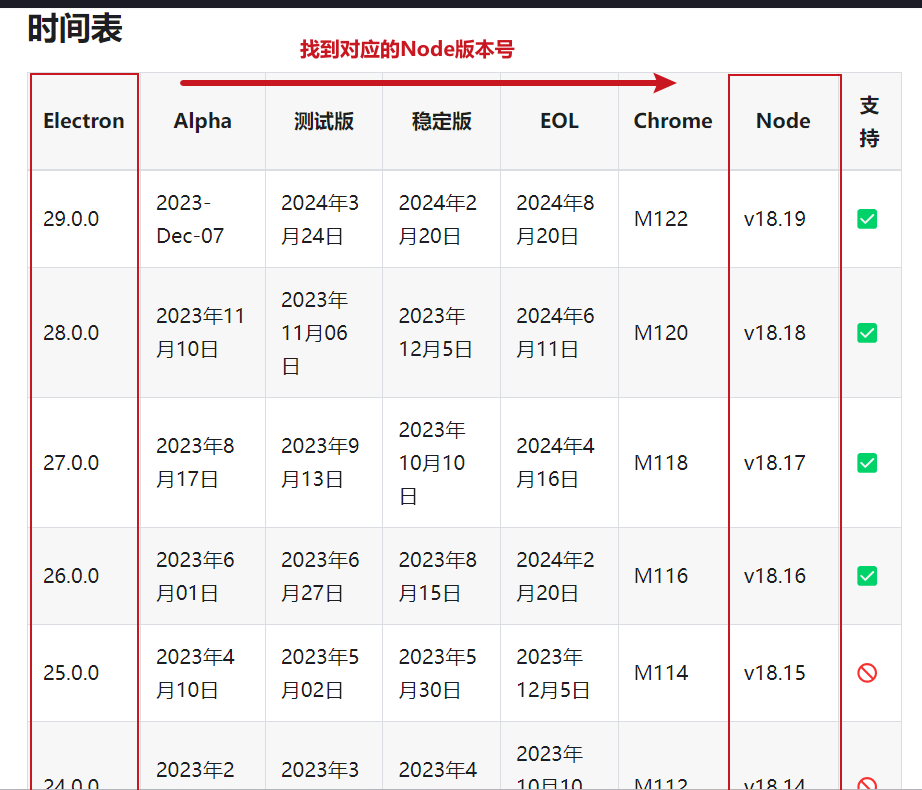 时间表
找到对应的Node版本号
Electron Alpha 测试版 稳定版 EOL Chrome Node 支
持
29.0.0 2023-
Dec-07 2024年3
月24日 2024年2
月20日 2024年8
月20日 M122 v18.19
28.0.0 2023年11
月10日 2023年
11月06
日 2023年
12月5日 2024年6
月11日 M120 v18.18
27.0.0 2023年8
月17日 2023年9
月13日 2023年
10月10
日 2024年4
月16日 M118 v18.17
26.0.0 2023年6
月01日 2023年6
月27日 2023年8
月15日 2024年2
月20日 M116 v18.16
25.0.0 2023年4
月10日 2023年5
月02日 2023年5
月30日 2023年
12月5日 M114 v18.15
24.0.0 2023年2 2023年3 2023年4 2023年
10月10 M112 v18.14